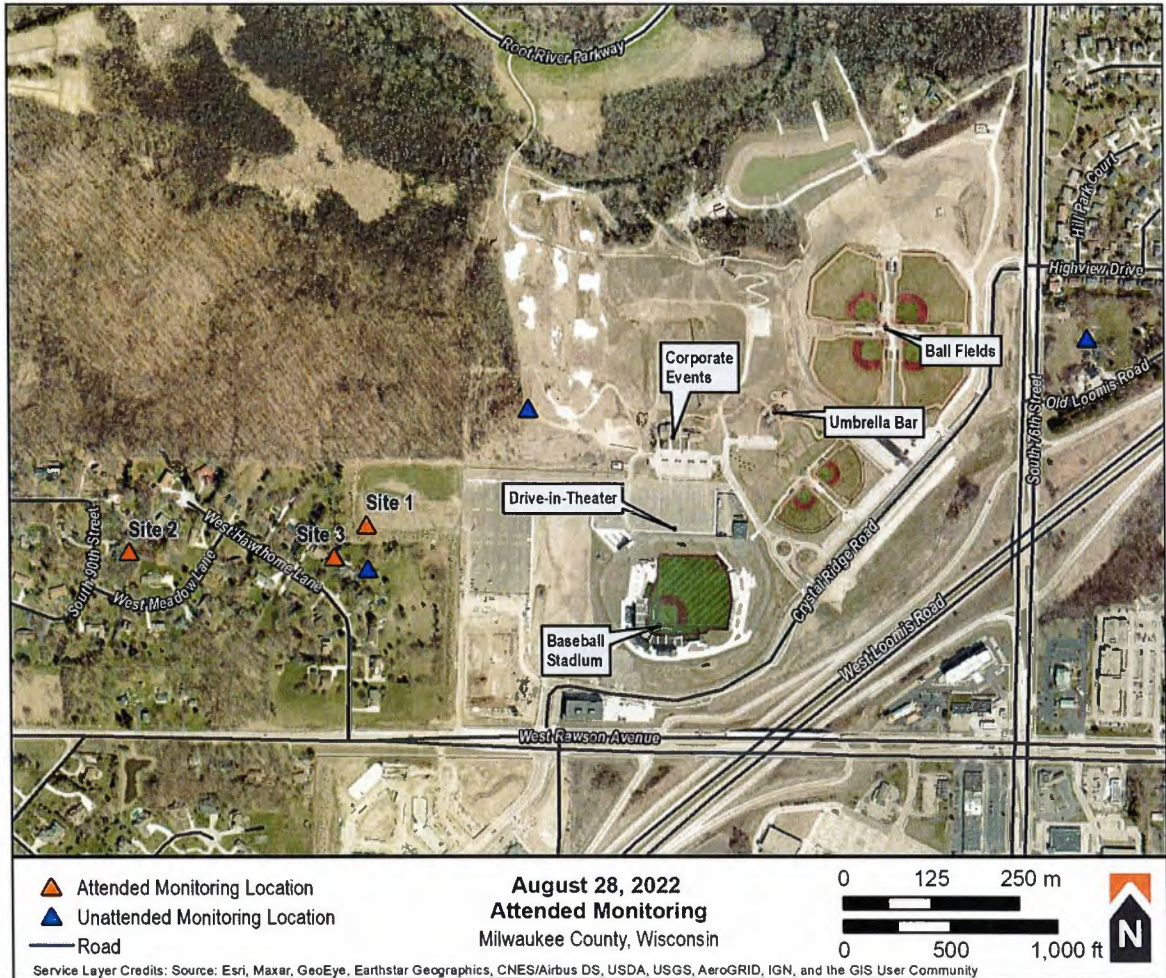 Root River Parkway
Hill Park Court
Highview Drive
Ball Fields
Corporate
Events
Old Loomis Road
Umbrella Bar
South 76th Street
Site 1
Drive-in-Theater
Site 2
Site 3
West Hawthorne Lane
South 90th Street
West Meadow Lane
Crystal Ridge Road
West Loomis Road
Baseball
Stadium
West Rawson Avenue
Attended Monitoring Location
Unattended Monitoring Location
Road
August 28, 2022
Attended Monitoring
Milwaukee County, Wisconsin
0 125 250 m
0 500 1,000 ft
N
Service Layer Credits: Source: Esri, Maxar, GeoEye, Earthstar Geographics, CNES/Airbus DS, USDA, USGS, AeroGRID, IGN, and the GIS User Community